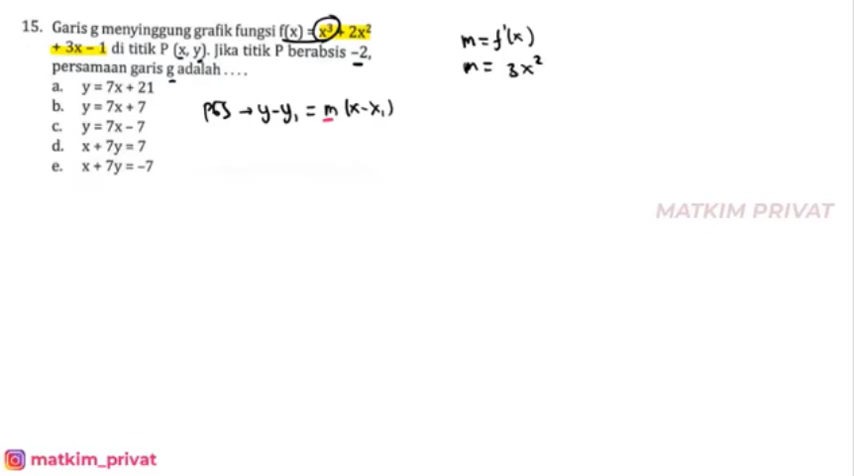 15. Garis g menyinggung grafik fungsi f(x) = x³ + 2x²
+ 3x – 1 di titik P (x, y). Jika titik P berabsis –2,
persamaan garis g adalah . . . .
a. y = 7x + 21
b. y = 7x + 7
c. y = 7x – 7
d. x + 7y = 7
e. x + 7y = –7
PGS → y – y₁ = m (x – x₁)
m = f'(x)
m = 3x²
MATKIM PRIVAT
matkim_privat